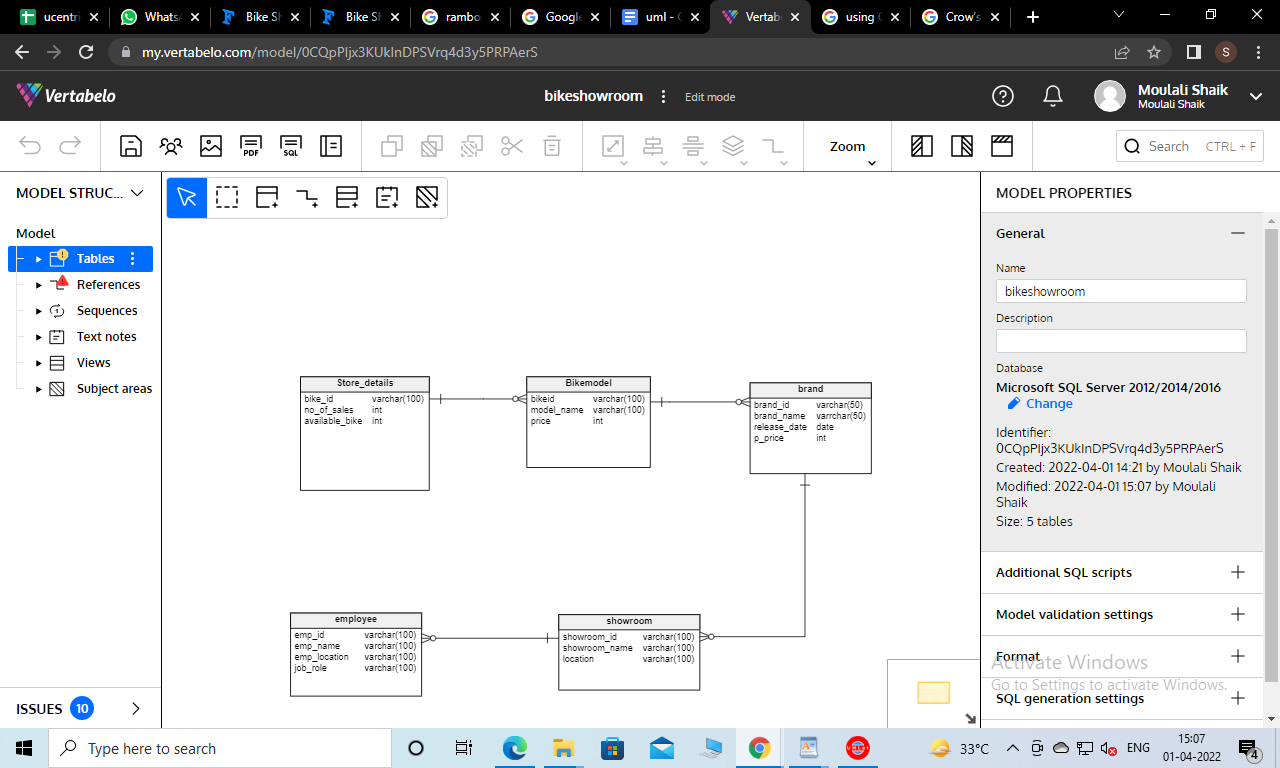 ucentri
WhatsA
Bike Sh
Bike Sh
rambo
Google
uml - G
Vertabe
using C
Crow's
my.vertabelo.com/model/0CQpPIjx3KUkInDPSVrq4d3y5PRPAerS
S
Vertabelo
bikeshowroom
Edit mode
Moulali Shaik
Moulali Shaik
PDF
SQL
Zoom
Search CTRL + F
MODEL STRUC...
Model
Tables
References
Sequences
Text notes
Views
Subject areas
ISSUES 10
Store_details
bike_id varchar(100)
no_of_sales int
available_bike int
Bikemodel
bikeid varchar(100)
model_name varchar(100)
price int
brand
brand_id varchar(50)
brand_name varrchar(50)
release_date date
p_price int
employee
emp_id varchar(100)
emp_name varchar(100)
emp_location varchar(100)
job_role varchar(100)
showroom
showroom_id varchar(100)
showroom_name varchar(100)
location varchar(100)
MODEL PROPERTIES
General
Name
bikeshowroom
Description
Database
Microsoft SQL Server 2012/2014/2016
Change
Identifier:
0CQpPIjx3KUkInDPSVrq4d3y5PRPAerS
Created: 2022-04-01 14:21 by Moulali Shaik
Modified: 2022-04-01 15:07 by Moulali
Shaik
Size: 5 tables
Additional SQL scripts
Model validation settings
Format
Activate Windows
Go to Settings to activate Windows.
SQL generation settings
Type here to search
33°C
ENG
15:07
01-04-2022
4